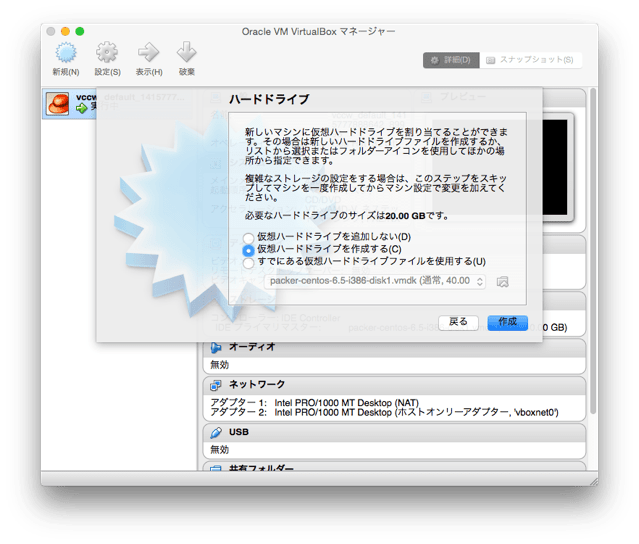 Oracle VM VirtualBox マネージャー
新規(N)
設定(S)
表示(H)
破棄
詳細(D)
スナップショット(S)
プレビュー
ハードドライブ
新しいマシンに仮想ハードドライブを割り当てることができま
す。その場合は新しいハードドライブファイルを作成するか、
リストから選択またはフォルダーアイコンを使用してほかの場
所から指定できます。
複雑なストレージの設定をする場合は、このステップをスキッ
プしてマシンを一度作成してからマシン設定で変更を加えてく
ださい。
必要なハードドライブのサイズは20.00 GBです。
仮想ハードドライブを追加しない(D)
仮想ハードドライブを作成する(C)
すでにある仮想ハードドライブファイルを使用する(U)
packer-centos-6.5-i386-disk1.vmdk (通常, 40.00
戻る
作成
オーディオ
無効
ネットワーク
アダプター 1: Intel PRO/1000 MT Desktop (NAT)
アダプター 2: Intel PRO/1000 MT Desktop (ホストオンリーアダプター, 'vboxnet0')
USB
無効
共有フォルダー